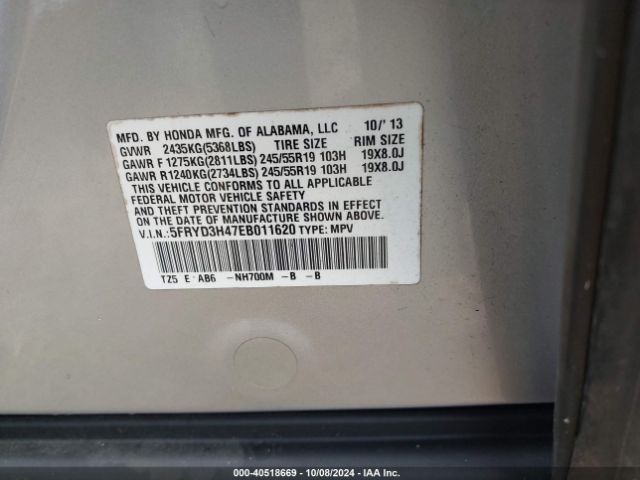 MFD. BY HONDA MFG. OF ALABAMA, LLC 10/' 13
GVWR 2435KG(5368LBS) TIRE SIZE RIM SIZE
GAWR F 1275KG(2811LBS) 245/55R19 103H 19X8.0J
GAWR R1240KG(2734LBS) 245/55R19 103H 19X8.0J
THIS VEHICLE CONFORMS TO ALL APPLICABLE
FEDERAL MOTOR VEHICLE SAFETY
AND THEFT PREVENTION STANDARDS IN EFFECT
ON THE DATE OF MANUFACTURE SHOWN ABOVE.
V.I.N.:5FRYD3H47EB011620 TYPE: MPV
TZ5 E AB6 -NH700M -B -B
000-40518669 - 10/08/2024 - IAA Inc.